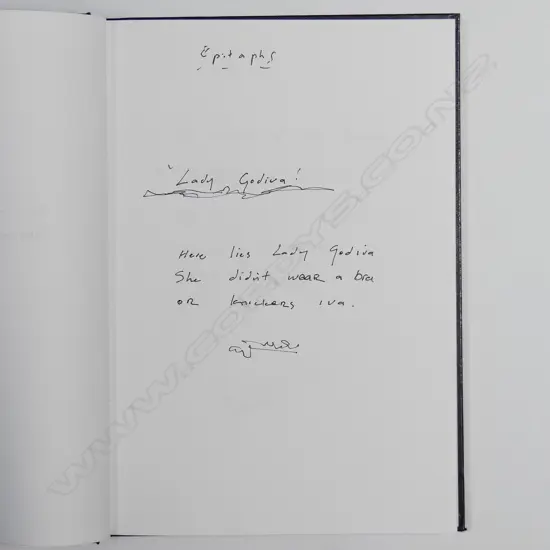 Epitaphs
"Lady Godiva!
Here lies Lady Godiva
She didn't wear a bra
or knickers iva.